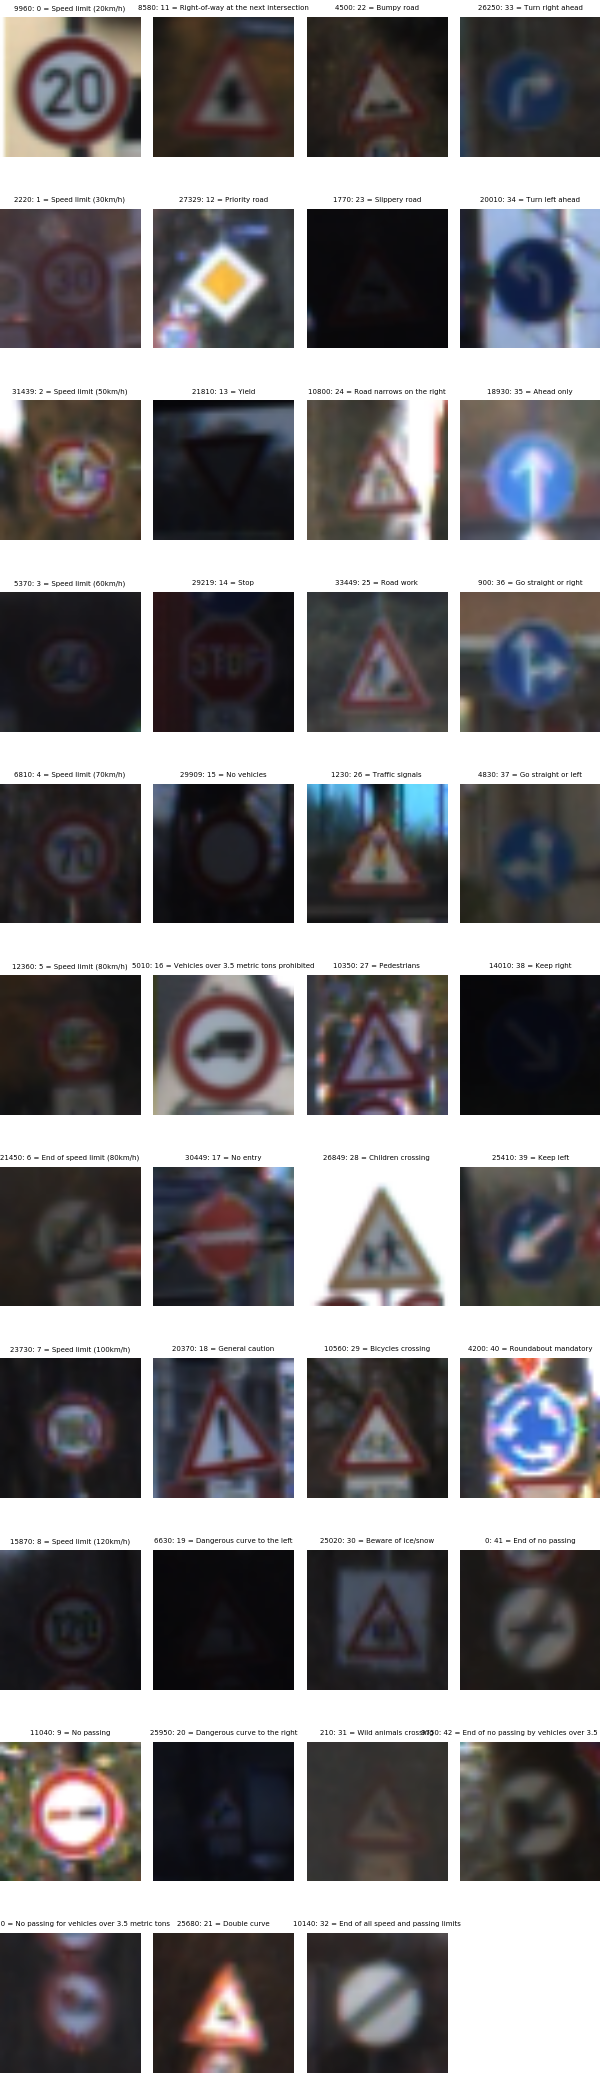 9960: 0 = Speed limit (20km/h)
8580: 11 = Right-of-way at the next intersection
4500: 22 = Bumpy road
26250: 33 = Turn right ahead
20
2220: 1 = Speed limit (30km/h)
27329: 12 = Priority road
1770: 23 = Slippery road
20010: 34 = Turn left ahead
30
31439: 2 = Speed limit (50km/h)
21810: 13 = Yield
10800: 24 = Road narrows on the right
18930: 35 = Ahead only
5370: 3 = Speed limit (60km/h)
29219: 14 = Stop
33449: 25 = Road work
900: 36 = Go straight or right
STOP
6810: 4 = Speed limit (70km/h)
29909: 15 = No vehicles
1230: 26 = Traffic signals
4830: 37 = Go straight or left
70
12360: 5 = Speed limit (80km/h)
5010: 16 = Vehicles over 3.5 metric tons prohibited
10350: 27 = Pedestrians
14010: 38 = Keep right
21450: 6 = End of speed limit (80km/h)
30449: 17 = No entry
26849: 28 = Children crossing
25410: 39 = Keep left
23730: 7 = Speed limit (100km/h)
20370: 18 = General caution
10560: 29 = Bicycles crossing
4200: 40 = Roundabout mandatory
100
15870: 8 = Speed limit (120km/h)
6630: 19 = Dangerous curve to the left
25020: 30 = Beware of ice/snow
0: 41 = End of no passing
120
11040: 9 = No passing
25950: 20 = Dangerous curve to the right
210: 31 = Wild animals crossing
42 = End of no passing by vehicles over 3.5
0 = No passing for vehicles over 3.5 metric tons
25680: 21 = Double curve
10140: 32 = End of all speed and passing limits